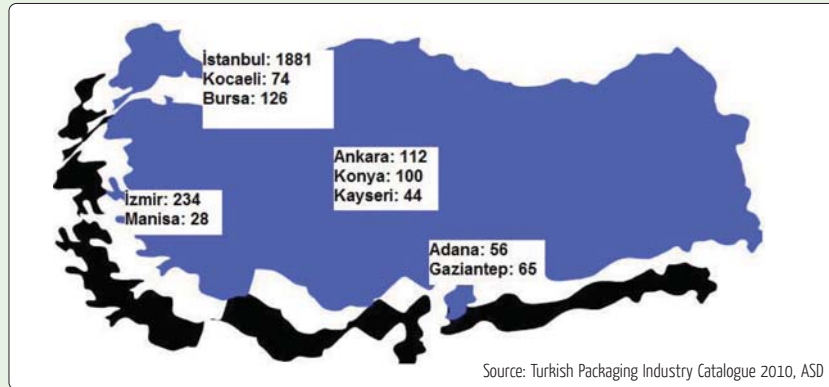 İstanbul: 1881
Kocaeli: 74
Bursa: 126
Ankara: 112
Konya: 100
Kayseri: 44
İzmir: 234
Manisa: 28
Adana: 56
Gaziantep: 65
Source: Turkish Packaging Industry Catalogue 2010, ASD